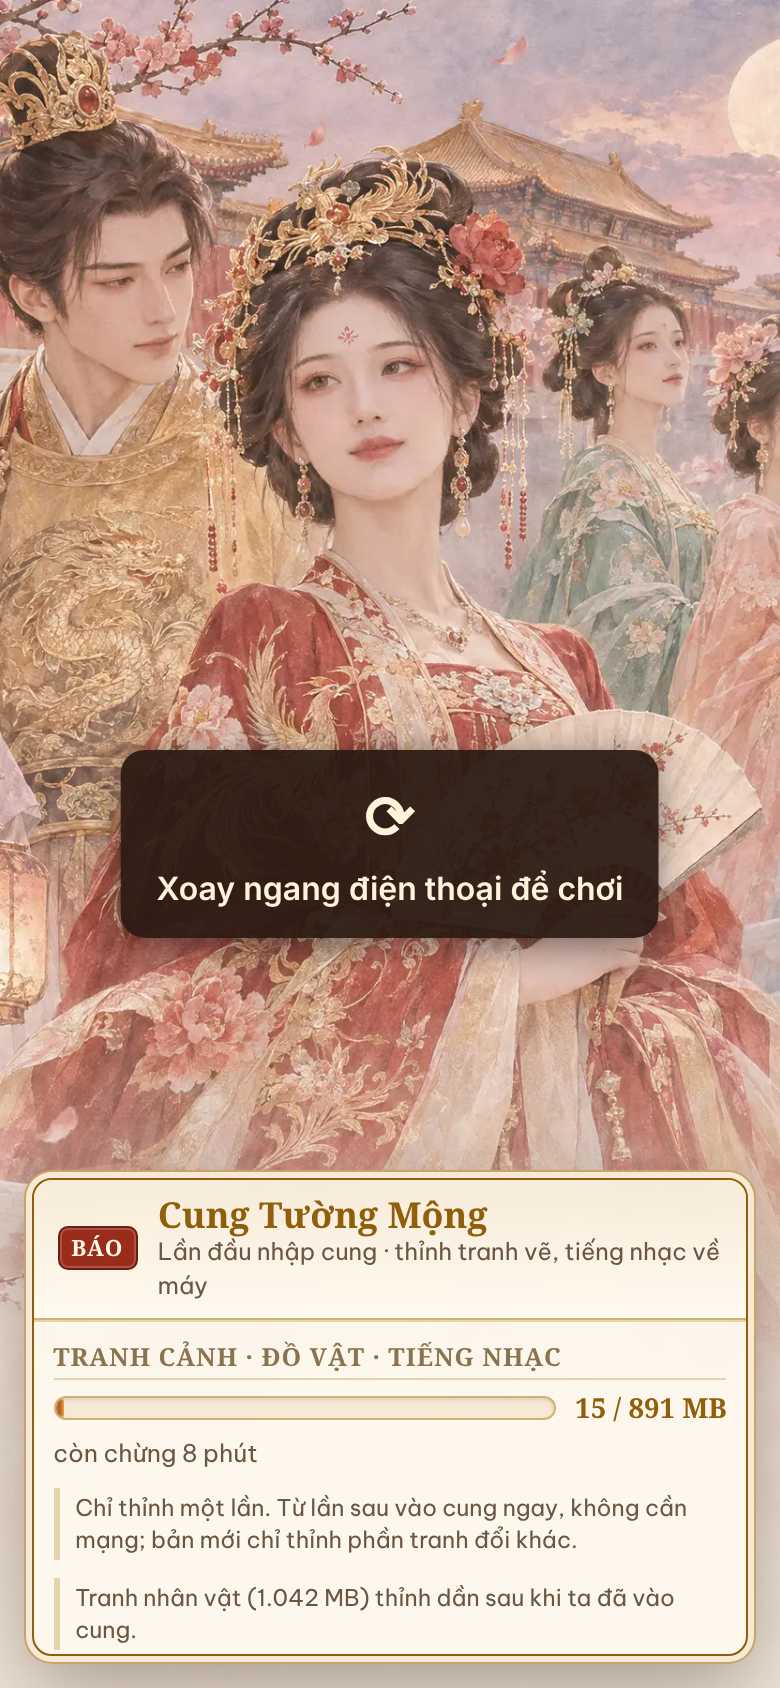 Xoay ngang điện thoại để chơi
BÁO
Cung Tường Mộng
Lần đầu nhập cung · thỉnh tranh vẽ, tiếng nhạc về
máy
TRANH CẢNH · ĐỒ VẬT · TIẾNG NHẠC
15 / 891 MB
còn chừng 8 phút
Chỉ thỉnh một lần. Từ lần sau vào cung ngay, không cần
mạng; bản mới chỉ thỉnh phần tranh đổi khác.
Tranh nhân vật (1.042 MB) thỉnh dần sau khi ta đã vào
cung.